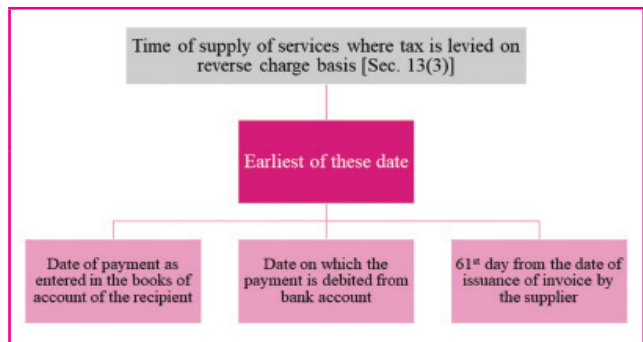 Time of supply of services where tax is levied on
reverse charge basis [Sec. 13(3)]
Earliest of these date
Date of payment as
entered in the books of
account of the recipient
Date on which the
payment is debited from
bank account
61st day from the date of
issuance of invoice by
the supplier